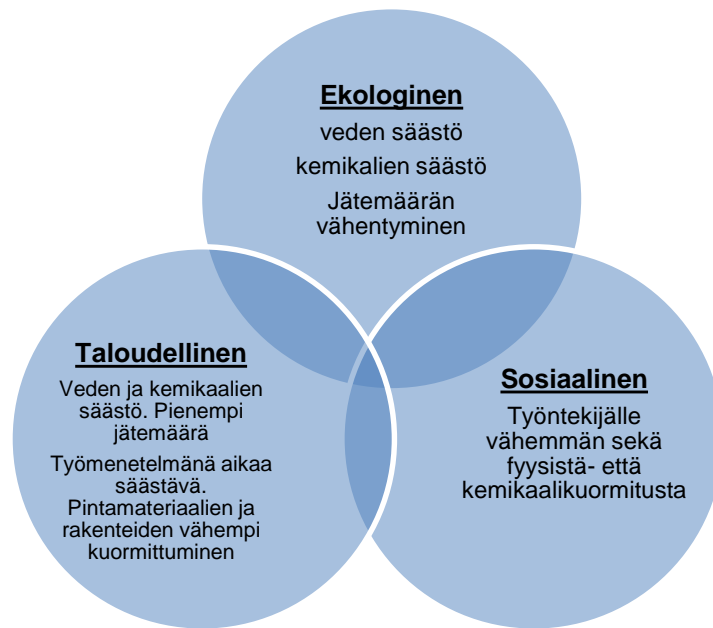 Ekologinen
veden säästö
kemikalien säästö
Jätemäärän
vähentyminen
Taloudellinen
Veden ja kemikaalien
säästö. Pienempi
jätemäärä
Työmenetelmänä aikaa
säästävä.
Pintamateriaalien ja
rakenteiden vähempi
kuormittuminen
Sosiaalinen
Työntekijälle
vähemmän sekä
fyysistä- että
kemikaalikuormitusta